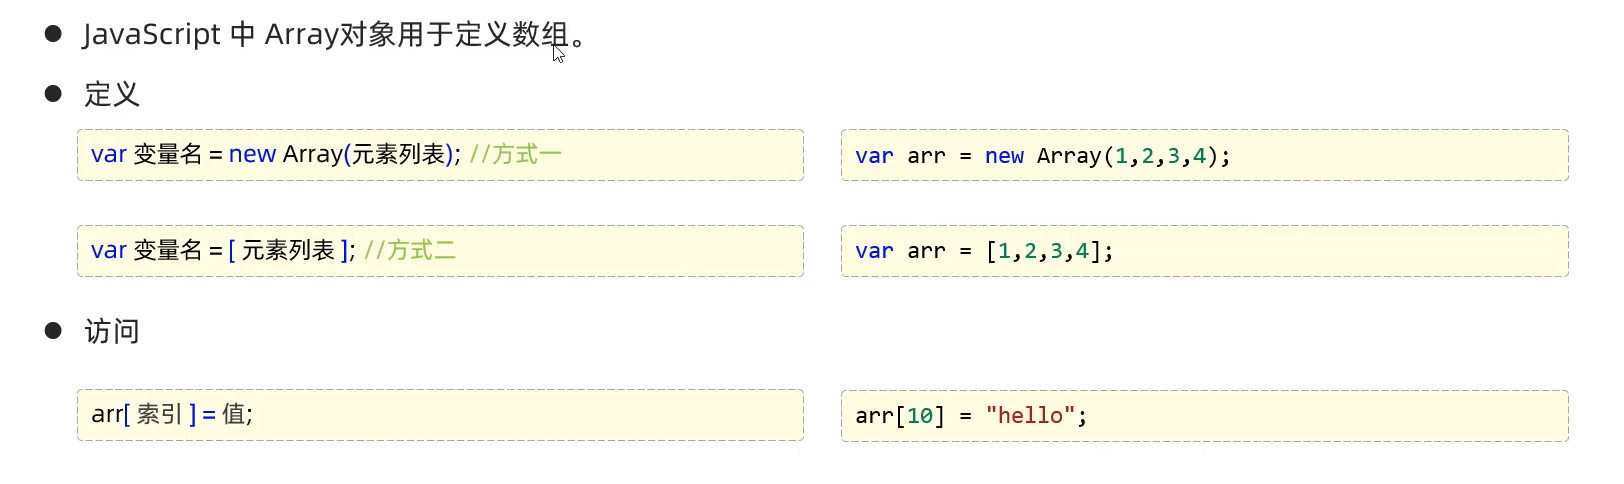 JavaScript 中 Array对象用于定义数组。
定义
var 变量名 = new Array(元素列表); //方式一
var arr = new Array(1,2,3,4);
var 变量名 = [ 元素列表 ]; //方式二
var arr = [1,2,3,4];
访问
arr[ 索引 ] = 值;
arr[10] = "hello";